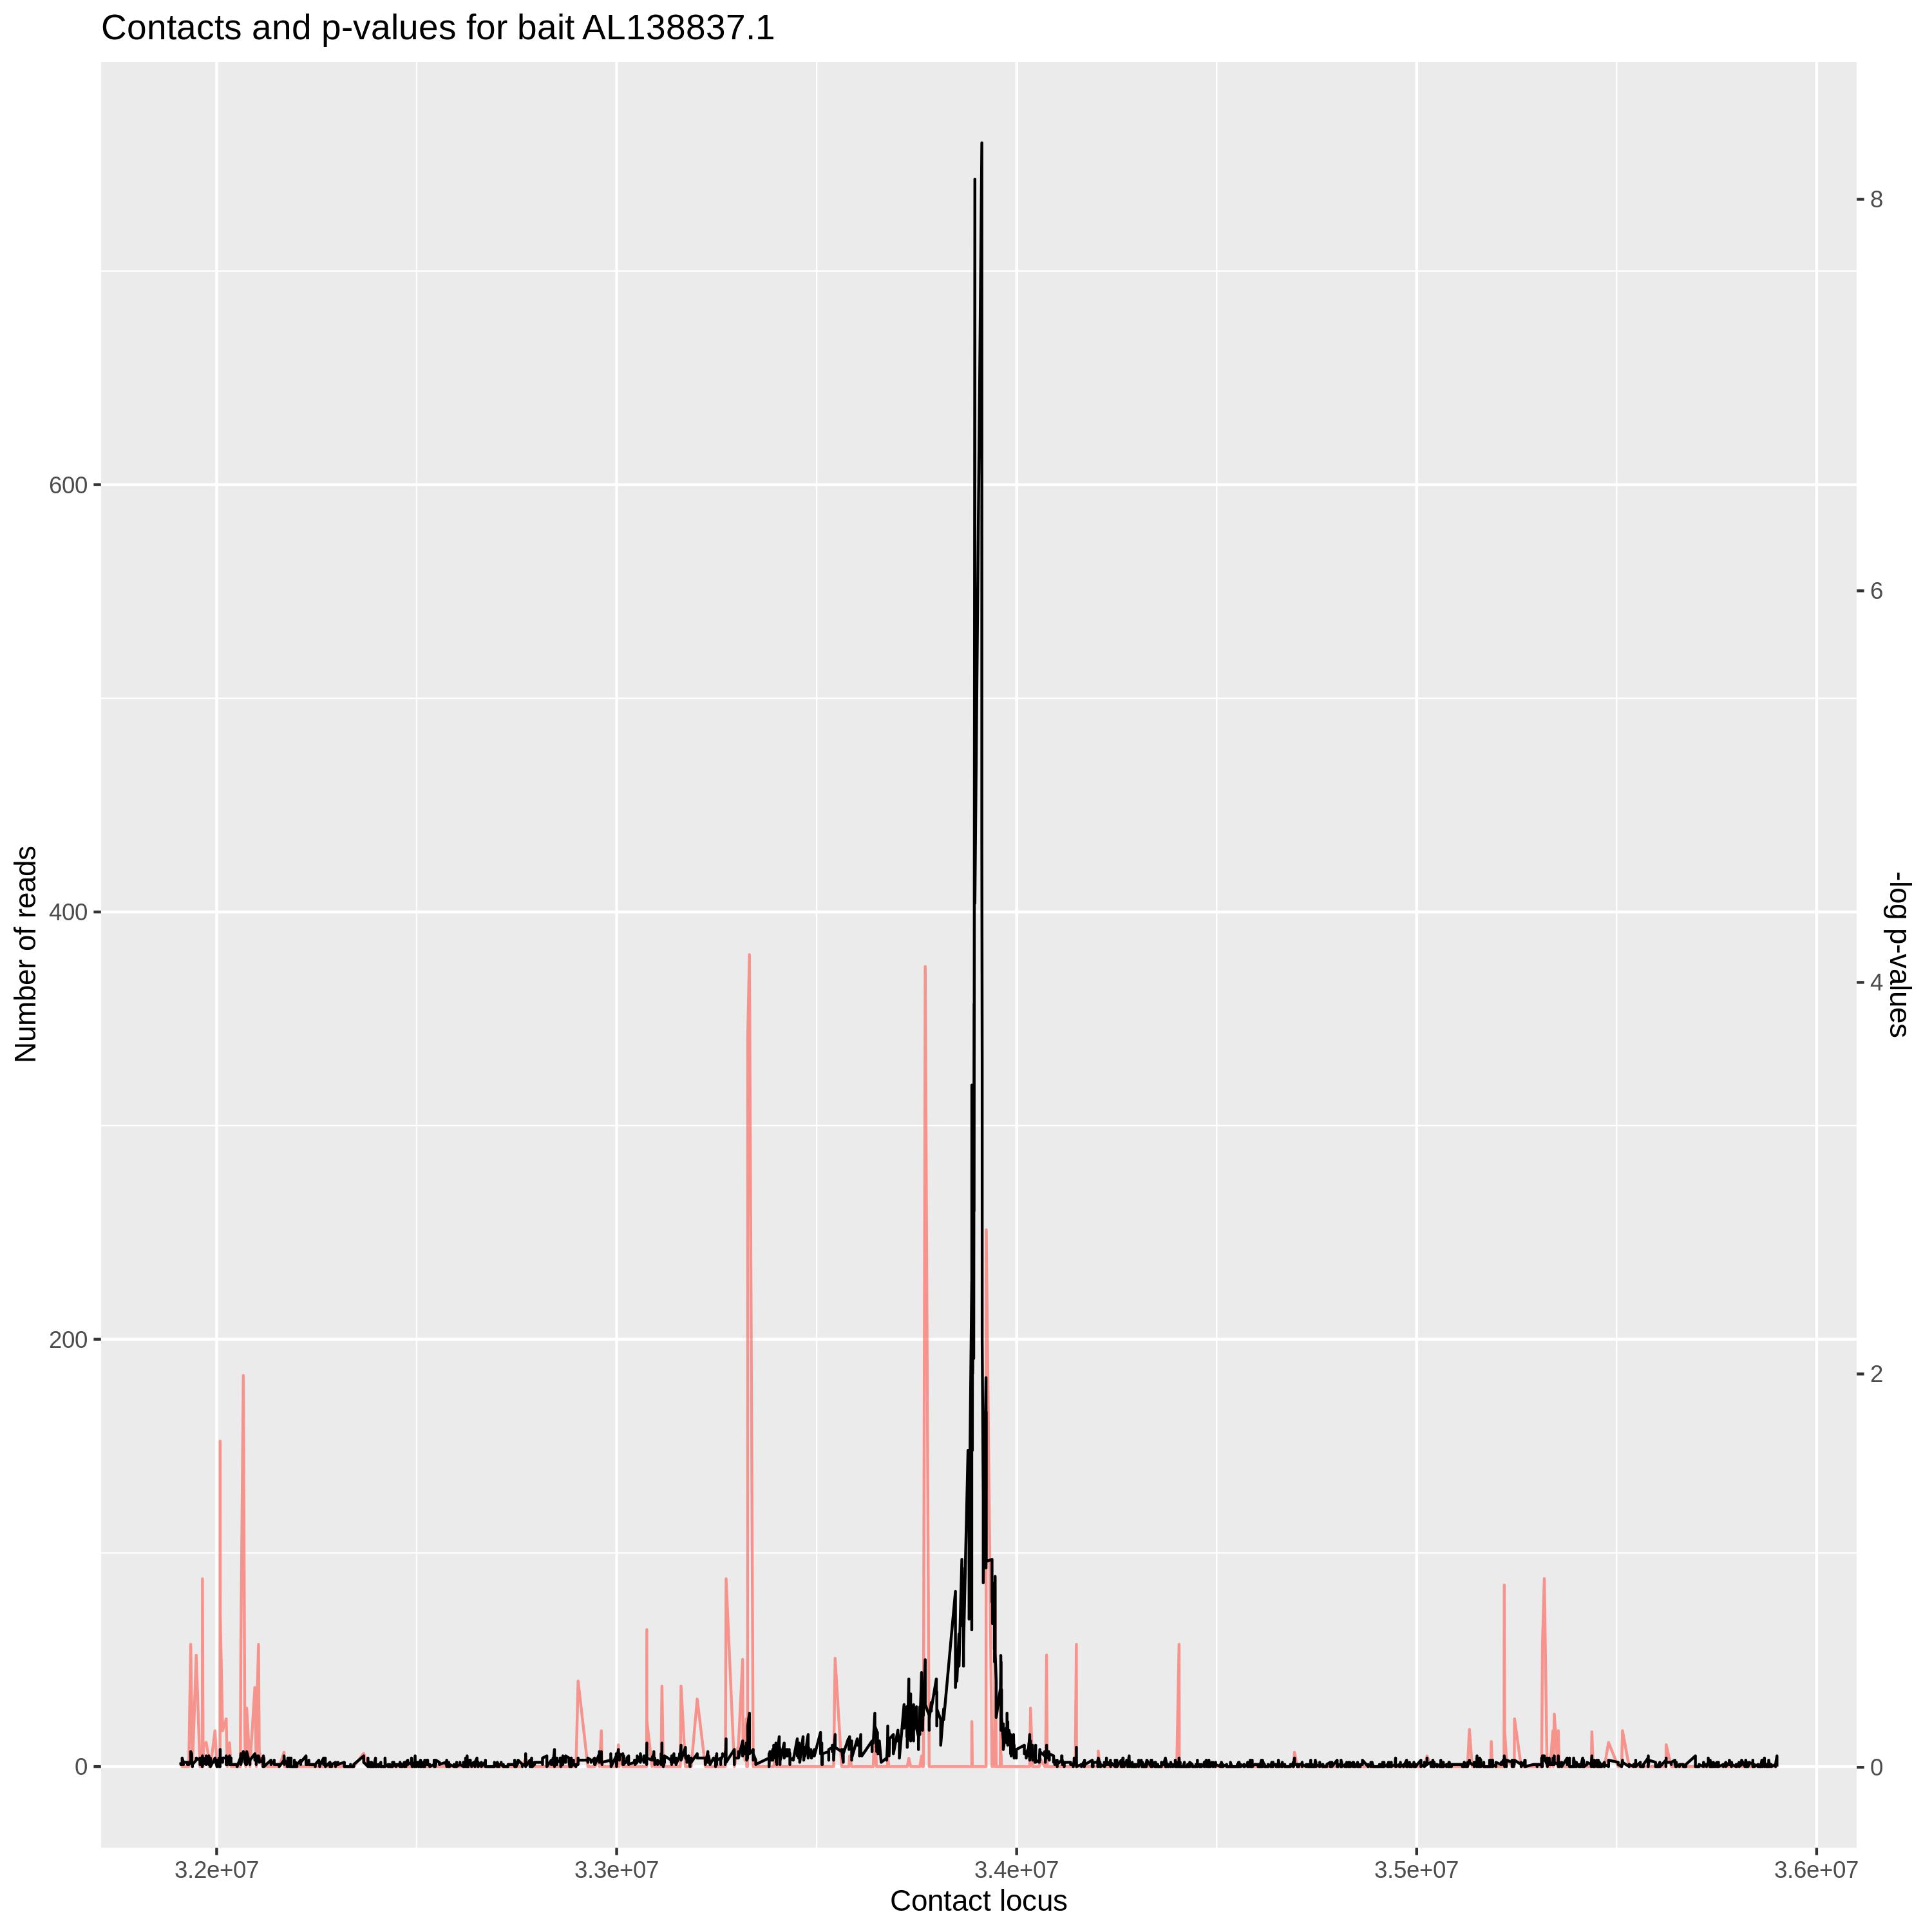 Contacts and p-values for bait AL138837.1
8
600
6
Number of reads
400
-log p-values
4
200
2
0
0
3.2e+07
3.3e+07
3.4e+07
3.5e+07
3.6e+07
Contact locus